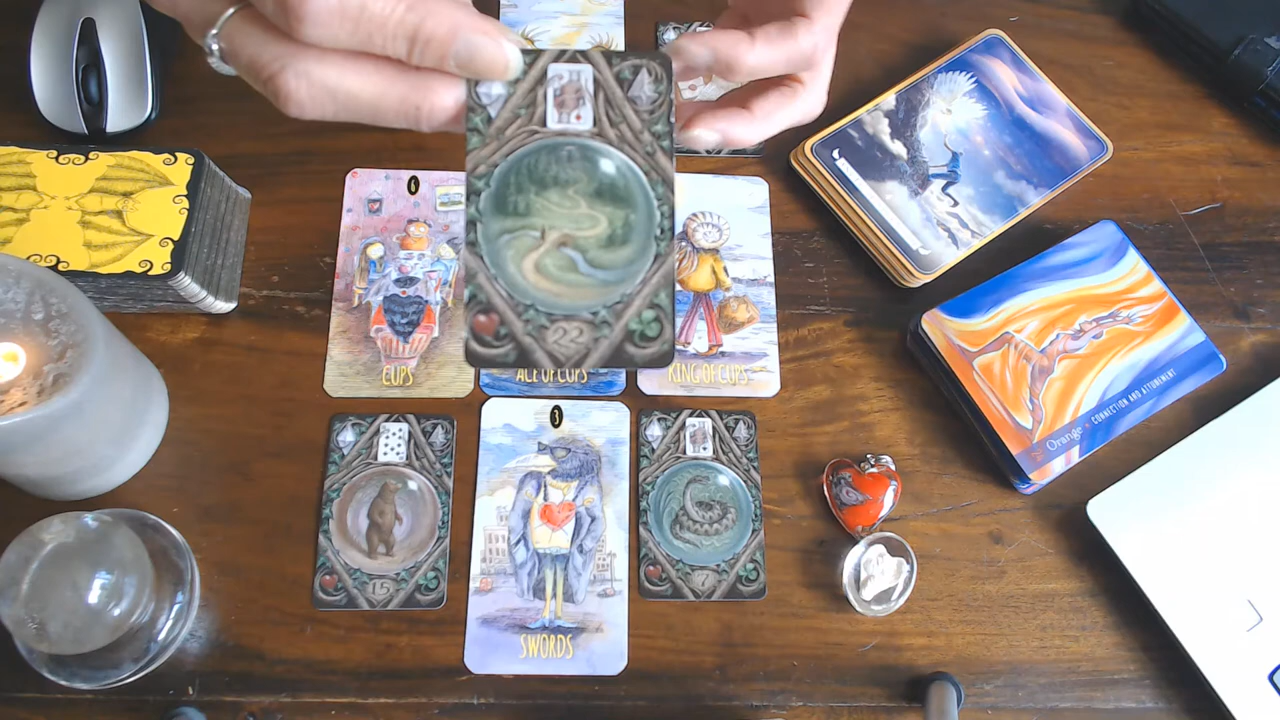 6
CUPS
ACE OF CUPS
KING OF CUPS
22
15
3
SWORDS
7
Orange • CONNECTION AND ATTUNEMENT